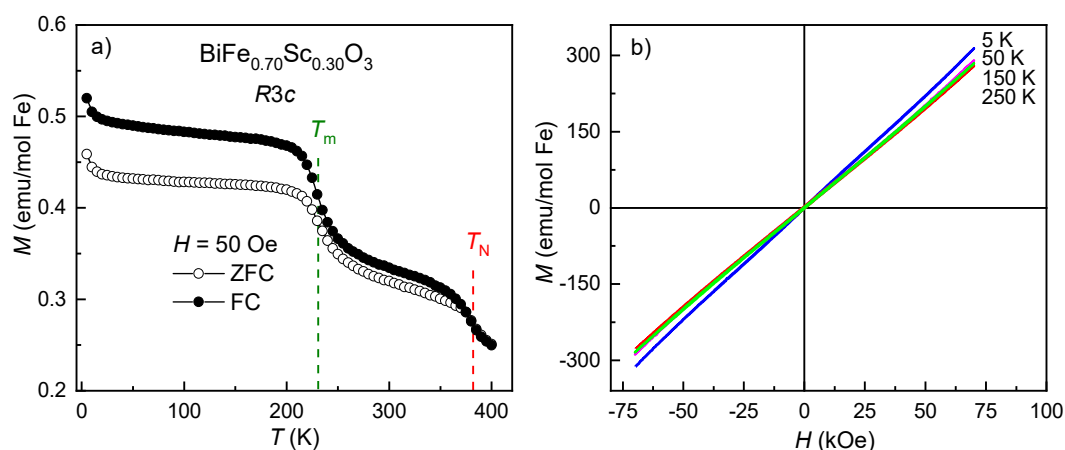 a)
BiFe0.70Sc0.30O3
R3c
Tm
TN
H = 50 Oe
ZFC
FC
0.6
0.5
0.4
0.3
0.2
M (emu/mol Fe)
0 100 200 300 400
T (K)
b)
5 K
50 K
150 K
250 K
300
150
0
-150
-300
M (emu/mol Fe)
-75 -50 -25 0 25 50 75 100
H (kOe)